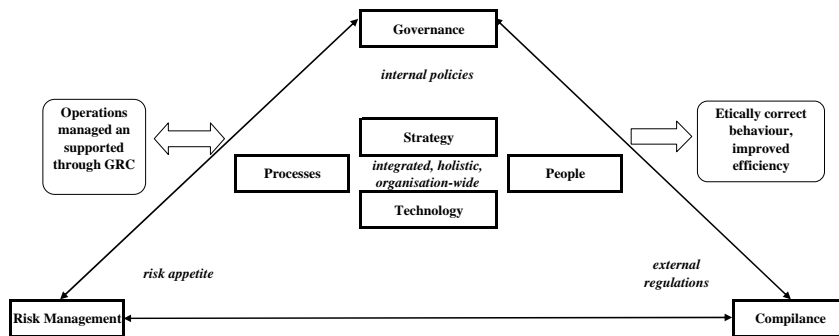 Governance
internal policies
Operations
managed an
supported
through GRC
Etically correct
behaviour,
improved
efficiency
Strategy
Processes
integrated, holistic,
organisation-wide
People
Technology
risk appetite
external
regulations
Risk Management
Compilance